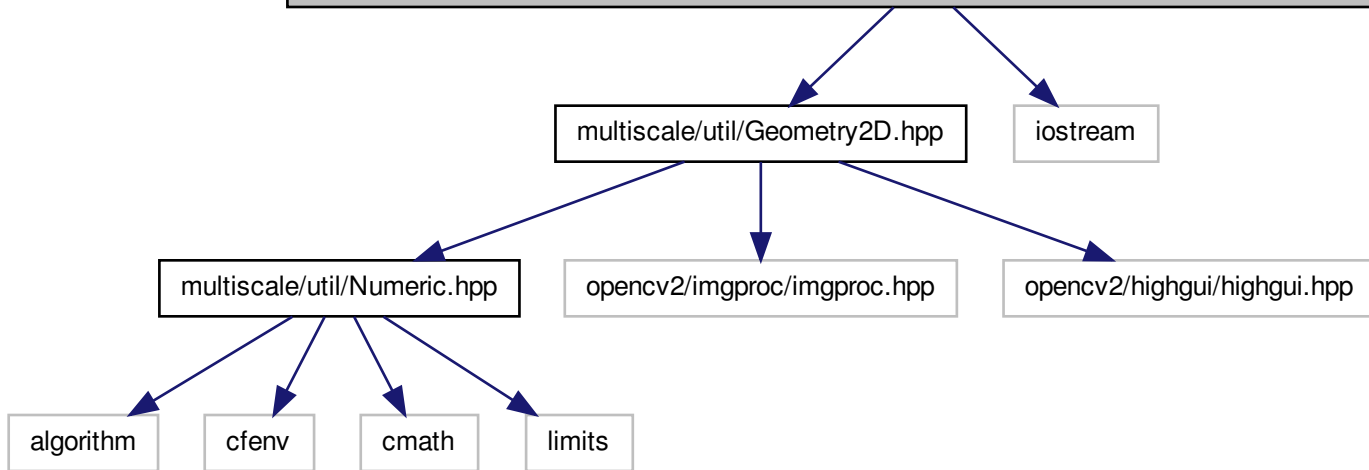 multiscale/util/Geometry2D.hpp
iostream
multiscale/util/Numeric.hpp
opencv2/imgproc/imgproc.hpp
opencv2/highgui/highgui.hpp
algorithm
cfenv
cmath
limits